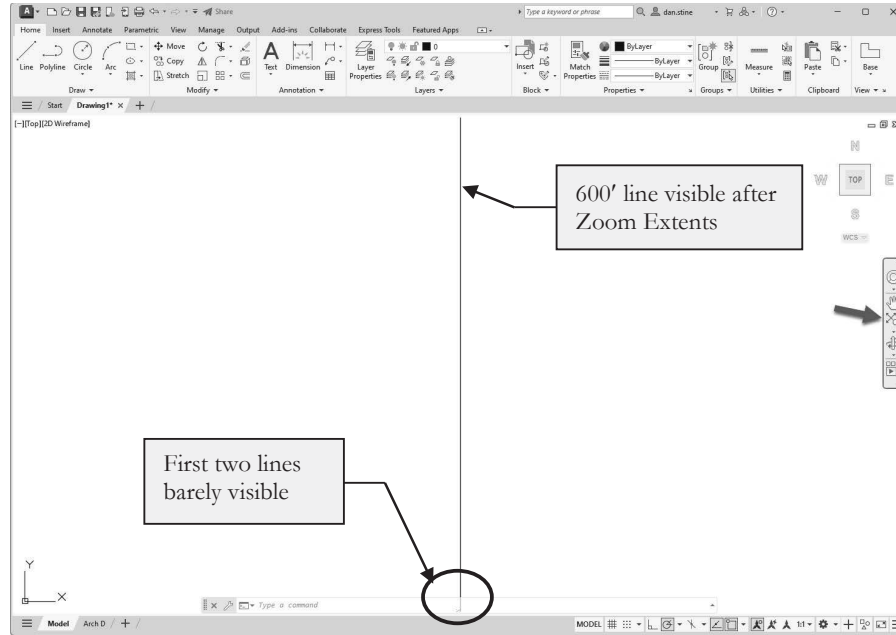 A Share Type a keyword or phrase dan.stine
Home Insert Annotate Parametric View Manage Output Add-ins Collaborate Express Tools Featured Apps
Line Polyline Circle Arc
Move
Copy
Stretch
A Text Dimension
Layer Properties
0
Insert
Match Properties
ByLayer
ByLayer
ByLayer
Group
Measure
Paste
Base
Draw Modify Annotation Layers Block Properties Groups Utilities Clipboard View
Start Drawing1*
[-][Top][2D Wireframe]
N
W TOP E
S
WCS
600' line visible after
Zoom Extents
First two lines
barely visible
Y
X
Type a command
Model Arch D MODEL 1:1